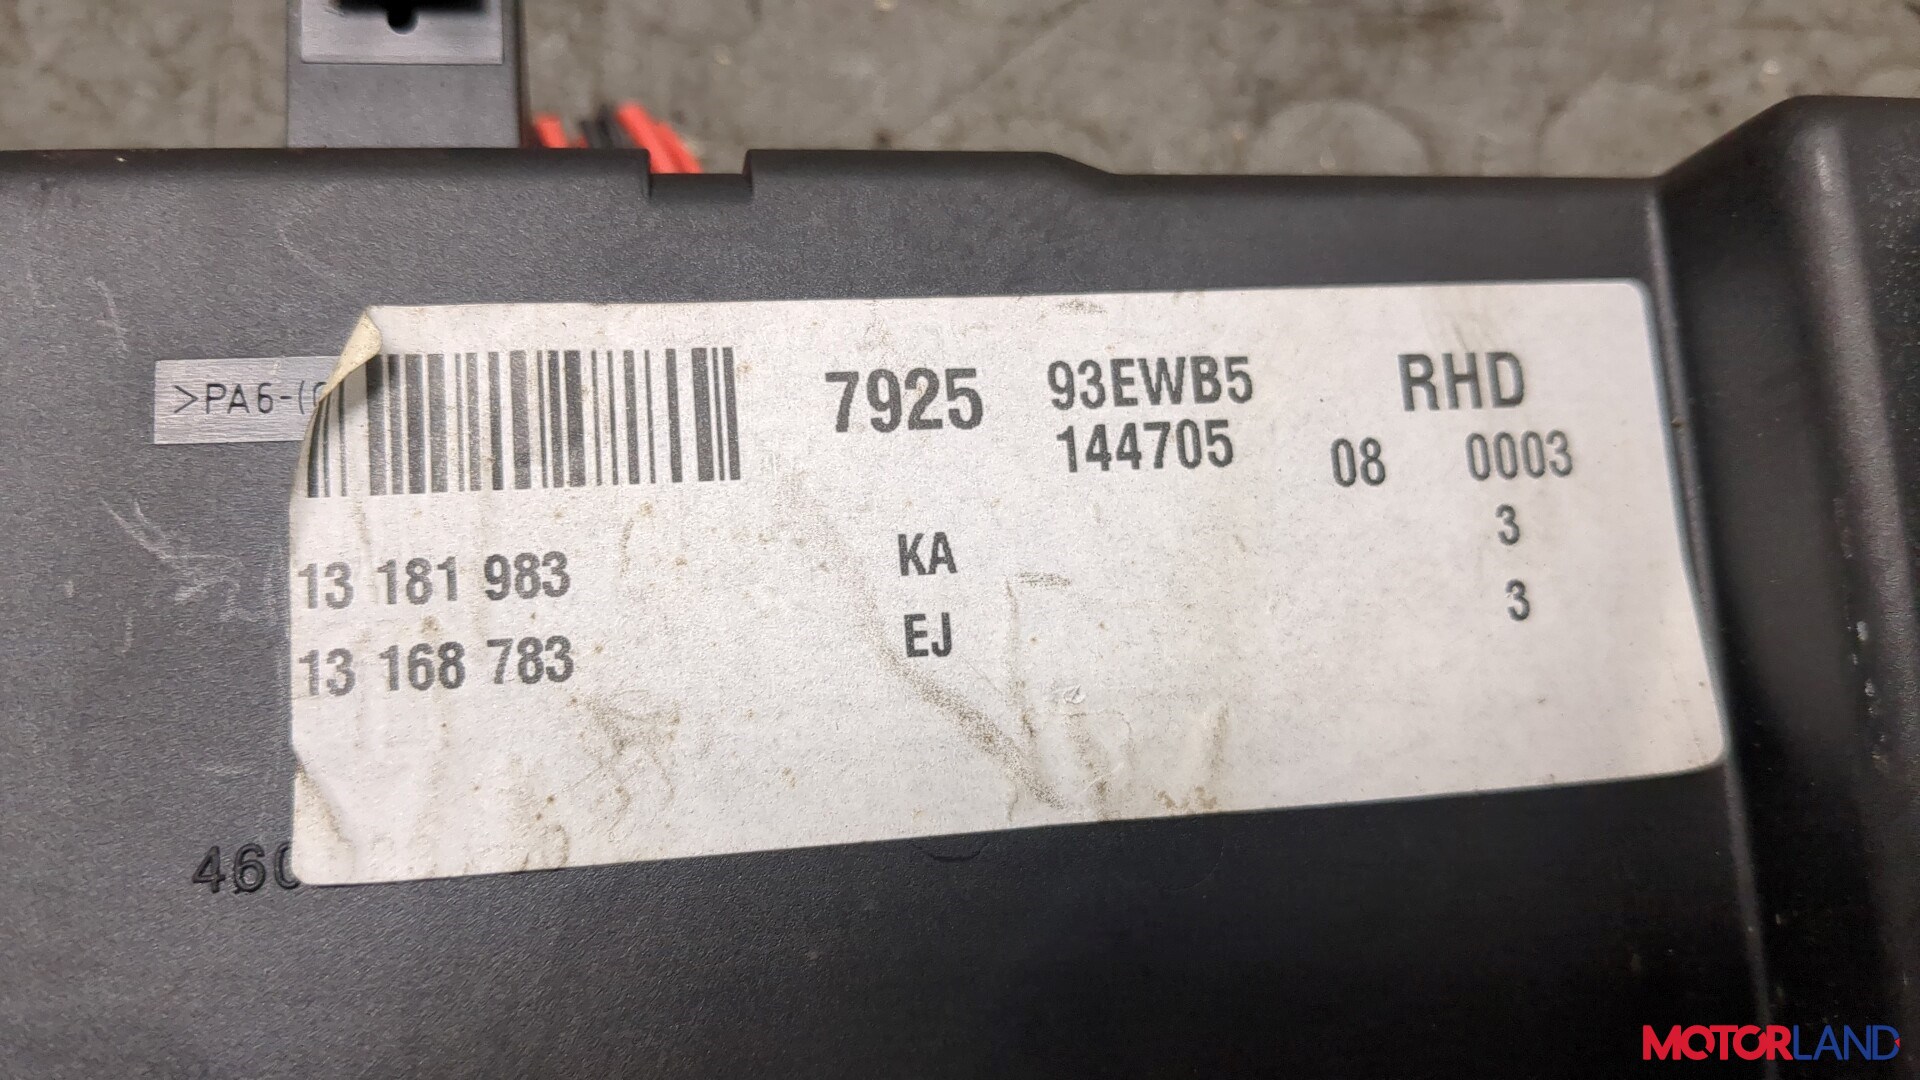 >PA6-(
7925 93EWB5 RHD
144705 08 0003
3
13 181 983 KA
3
13 168 783 EJ
460
MOTORLAND